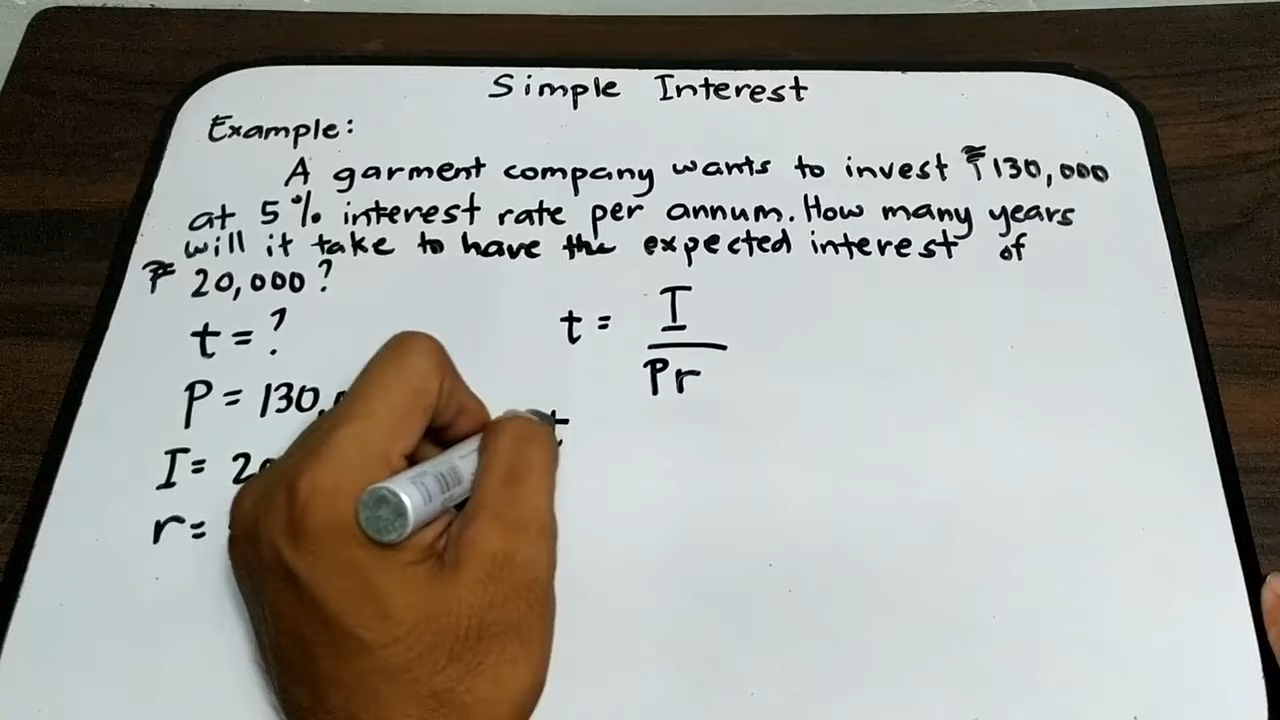 Simple Interest
Example:
A garment company wants to invest ₱130,000
at 5% interest rate per annum. How many years
will it take to have the expected interest of
₱ 20,000?
t = ?
t = I
Pr
P = 130,
t
I = 20
r =